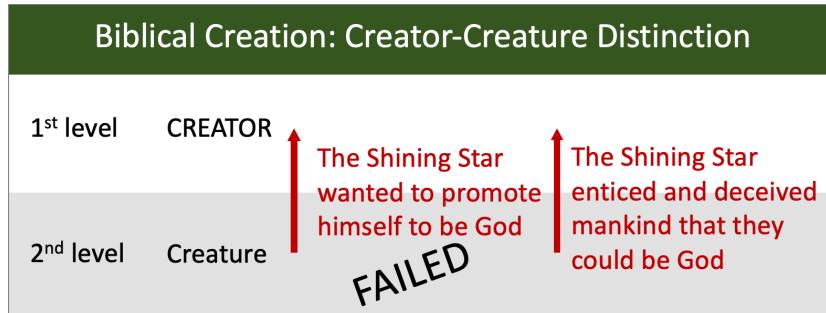 Biblical Creation: Creator-Creature Distinction
1st level CREATOR
The Shining Star
wanted to promote
himself to be God
The Shining Star
enticed and deceived
mankind that they
could be God
2nd level Creature
FAILED